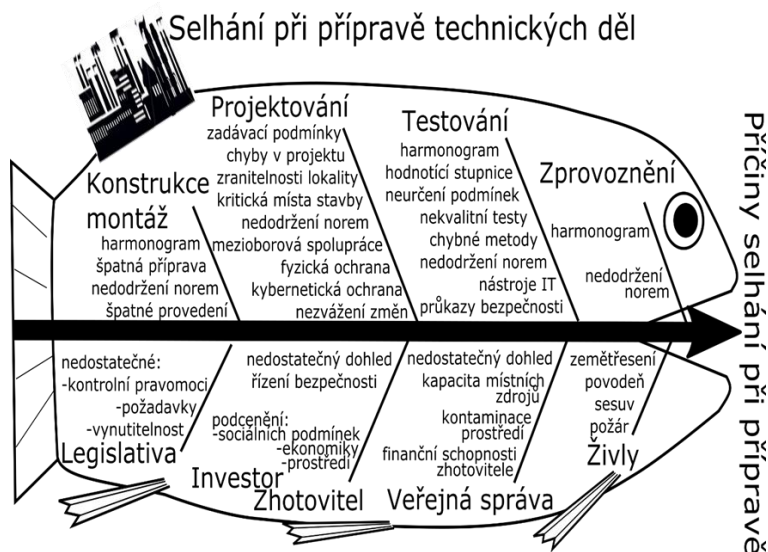 Selhání při přípravě technických děl
Konstrukce
montáž
harmonogram
špatná příprava
nedodržení norem
špatné provedení
Projektování
zadávací podmínky
chyby v projektu
zranitelnosti lokality
kritická místa stavby
nedodržení norem
mezioborová spolupráce
fyzická ochrana
kybernetická ochrana
nezvážení změn
Testování
harmonogram
hodnotící stupnice
neurčení podmínek
nekvalitní testy
chybné metody
nedodržení norem
nástroje IT
průkazy bezpečnosti
Zprovoznění
harmonogram
nedodržení
norem
nedostatečné:
-kontrolní pravomoci
-požadavky
-vynutitelnost
Legislativa
nedostatečný dohled
řízení bezpečnosti
podcenění:
-sociálních podmínek
-ekonomiky
-prostředí
Investor
Zhotovitel
nedostatečný dohled
kapacita místních
zdrojů
kontaminace
prostředí
finanční schopnosti
zhotovitele
Veřejná správa
zemětřesení
povodeň
sesuv
požár
Živly
Příčiny selhání při přípravě